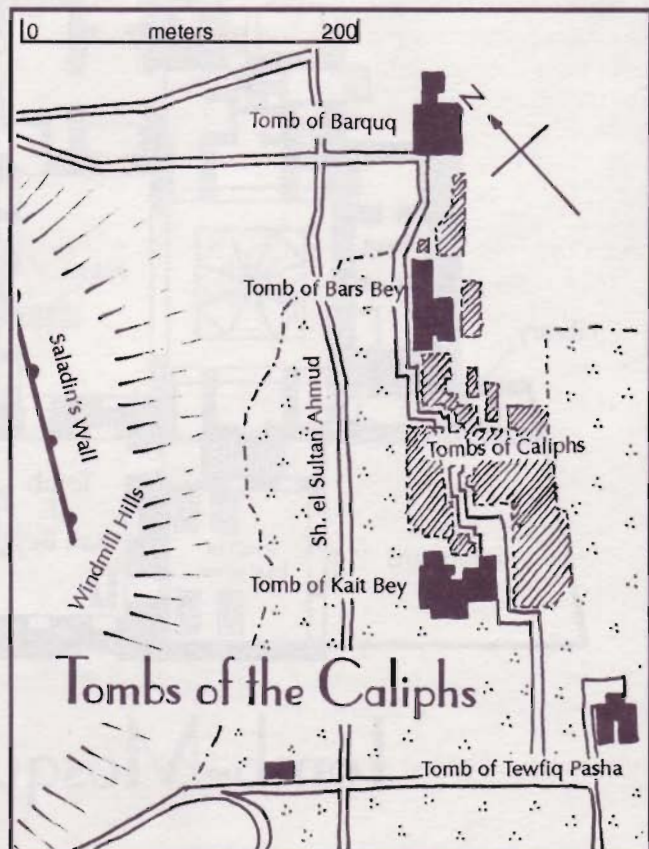 0 meters 200
N
Tomb of Barquq
Tomb of Bars Bey
Saladin's Wall
Sh. el Sultan Ahmud
Tombs of Caliphs
Windmill Hills
Tomb of Kait Bey
Tombs of the Caliphs
Tomb of Tewfiq Pasha